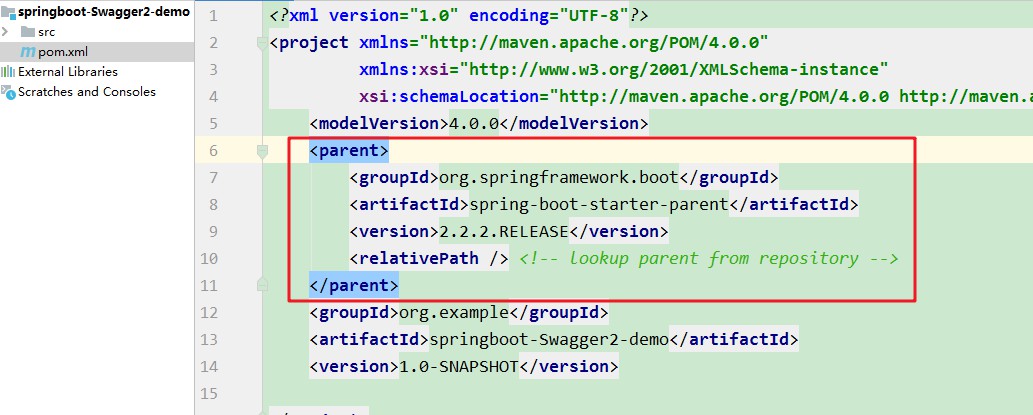 springboot-Swagger2-demo
src
pom.xml
External Libraries
Scratches and Consoles
1 <?xml version="1.0" encoding="UTF-8"?>
2 <project xmlns="http://maven.apache.org/POM/4.0.0"
3 xmlns:xsi="http://www.w3.org/2001/XMLSchema-instance"
4 xsi:schemaLocation="http://maven.apache.org/POM/4.0.0 http://maven.a
5 <modelVersion>4.0.0</modelVersion>
6 <parent>
7 <groupId>org.springframework.boot</groupId>
8 <artifactId>spring-boot-starter-parent</artifactId>
9 <version>2.2.2.RELEASE</version>
10 <relativePath /> <!-- lookup parent from repository -->
11 </parent>
12 <groupId>org.example</groupId>
13 <artifactId>springboot-Swagger2-demo</artifactId>
14 <version>1.0-SNAPSHOT</version>
15